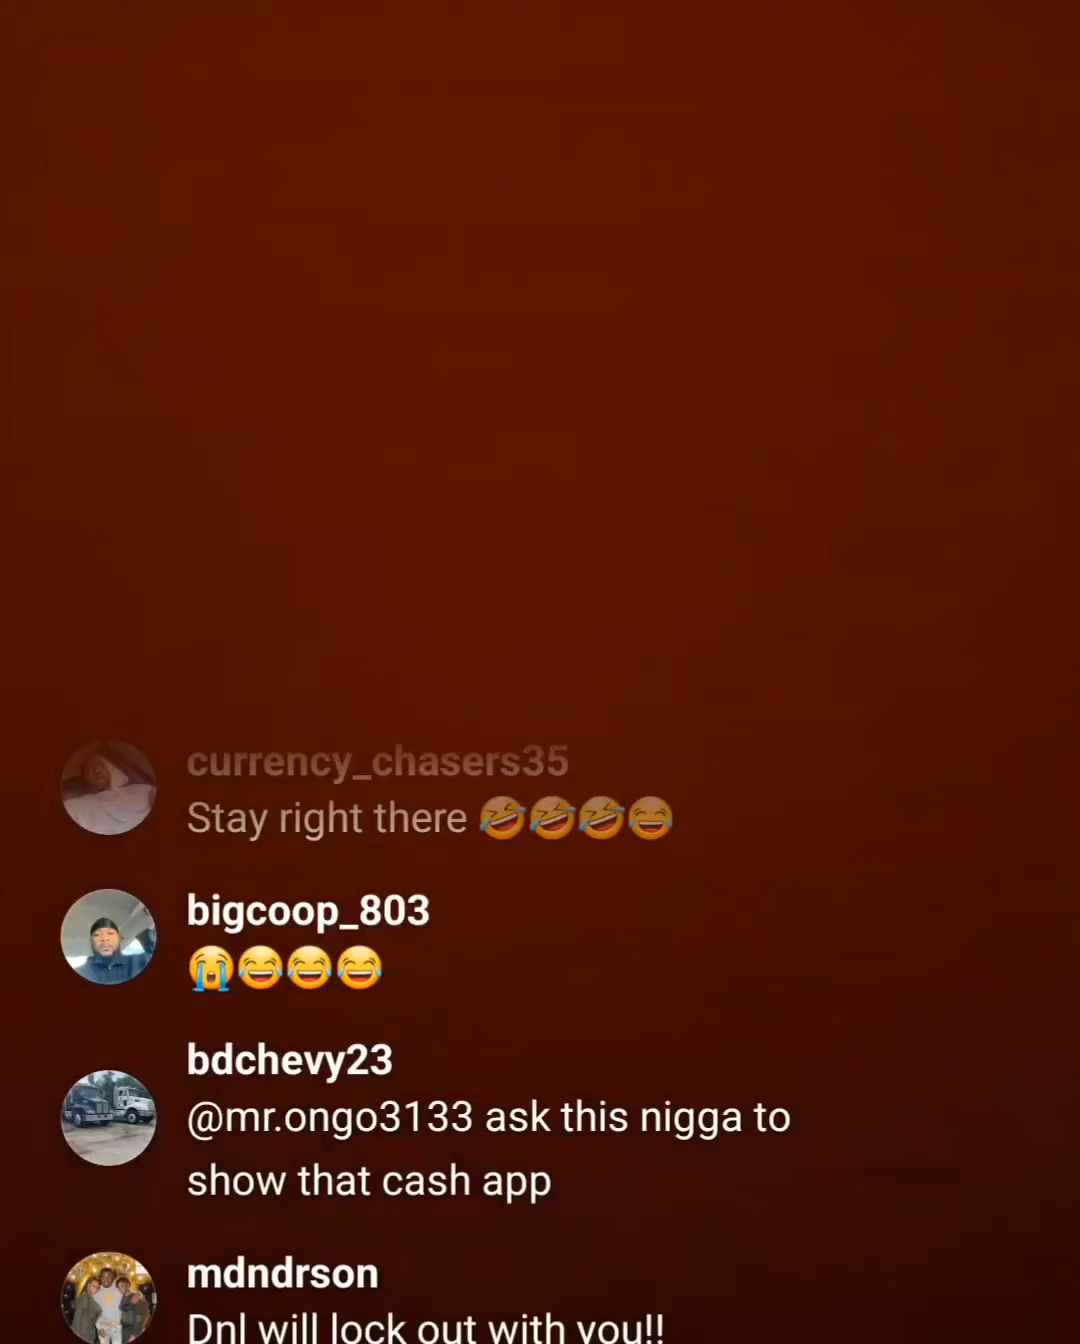 currency_chasers35
Stay right there 🤣🤣🤣😂
bigcoop_803
😭😂😂😂
bdchevy23
@mr.ongo3133 ask this nigga to
show that cash app
mdndrson
Dnl will lock out with you!!